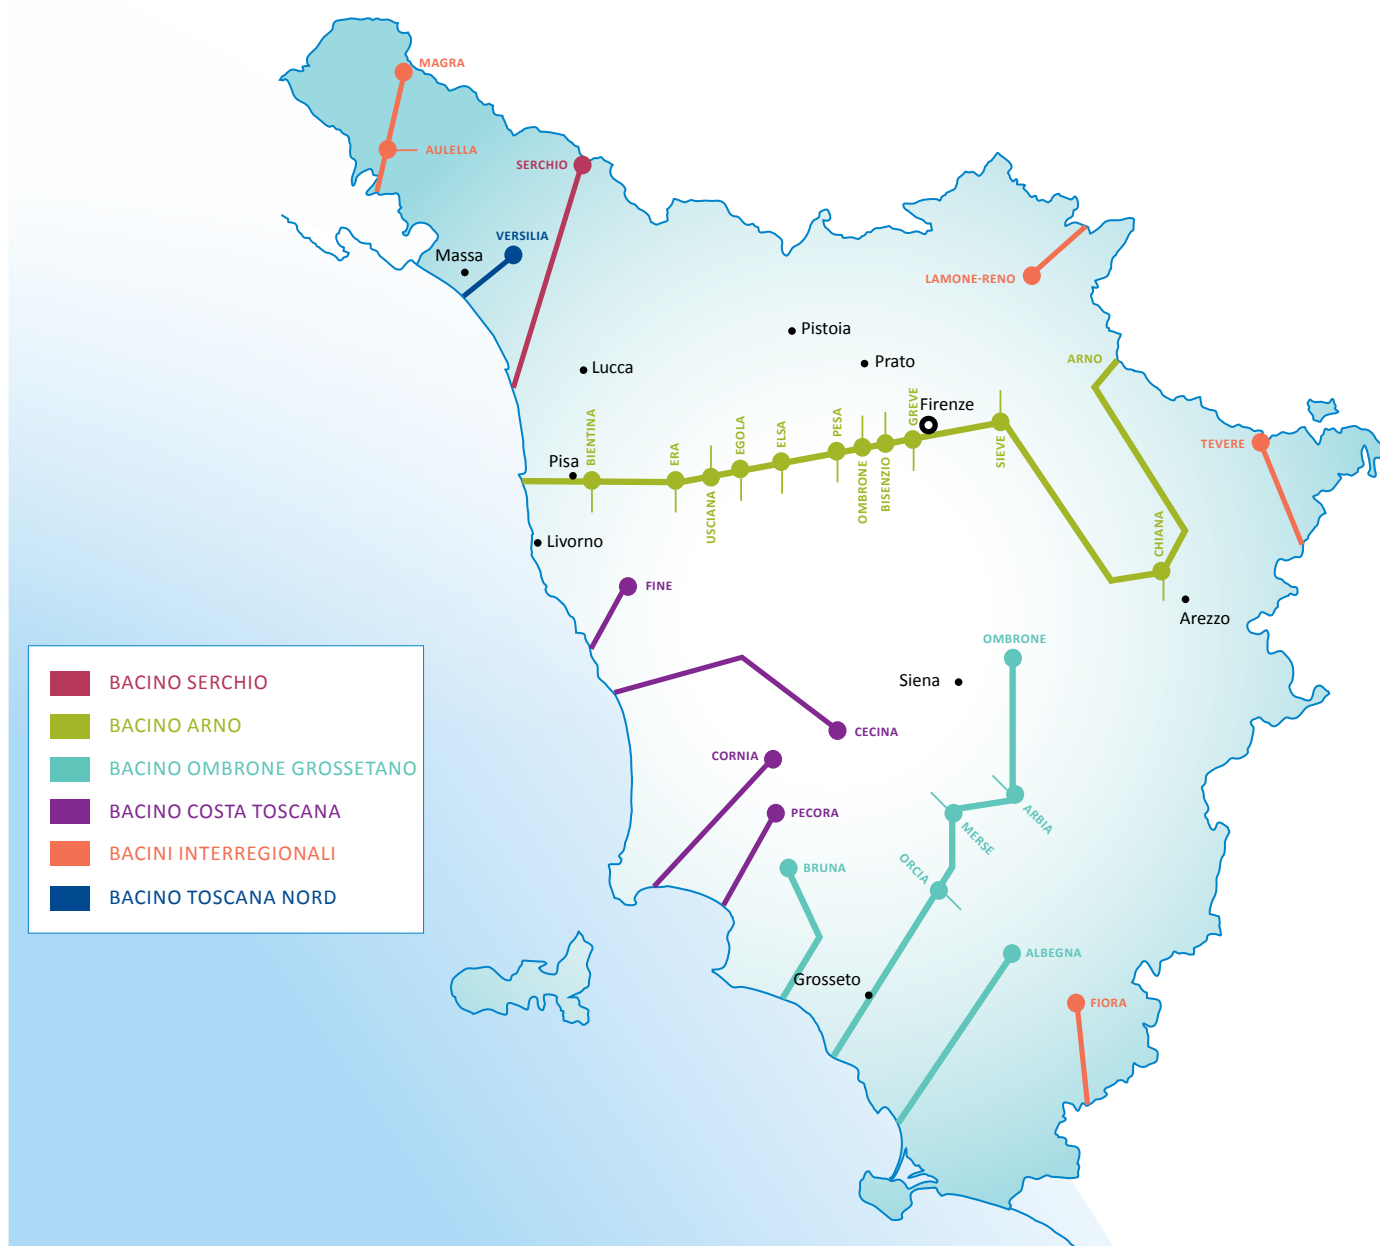 MAGRA
AULELLA
SERCHIO
VERSILIA
Massa
LAMONE-RENO
Pistoia
Prato
Lucca
ARNO
GREVE
Firenze
TEVERE
Pisa
BIENTINA
ERA
USCIANA
EGOLA
ELSA
PESA
OMBRONE
BISENZIO
SIEVE
CHIANA
Livorno
FINE
Arezzo
OMBRONE
Siena
CECINA
CORNIA
PECORA
ARBIA
MERSE
ORCIA
BRUNA
ALBEGNA
Grosseto
FIORA
BACINO SERCHIO
BACINO ARNO
BACINO OMBRONE GROSSETANO
BACINO COSTA TOSCANA
BACINI INTERREGIONALI
BACINO TOSCANA NORD